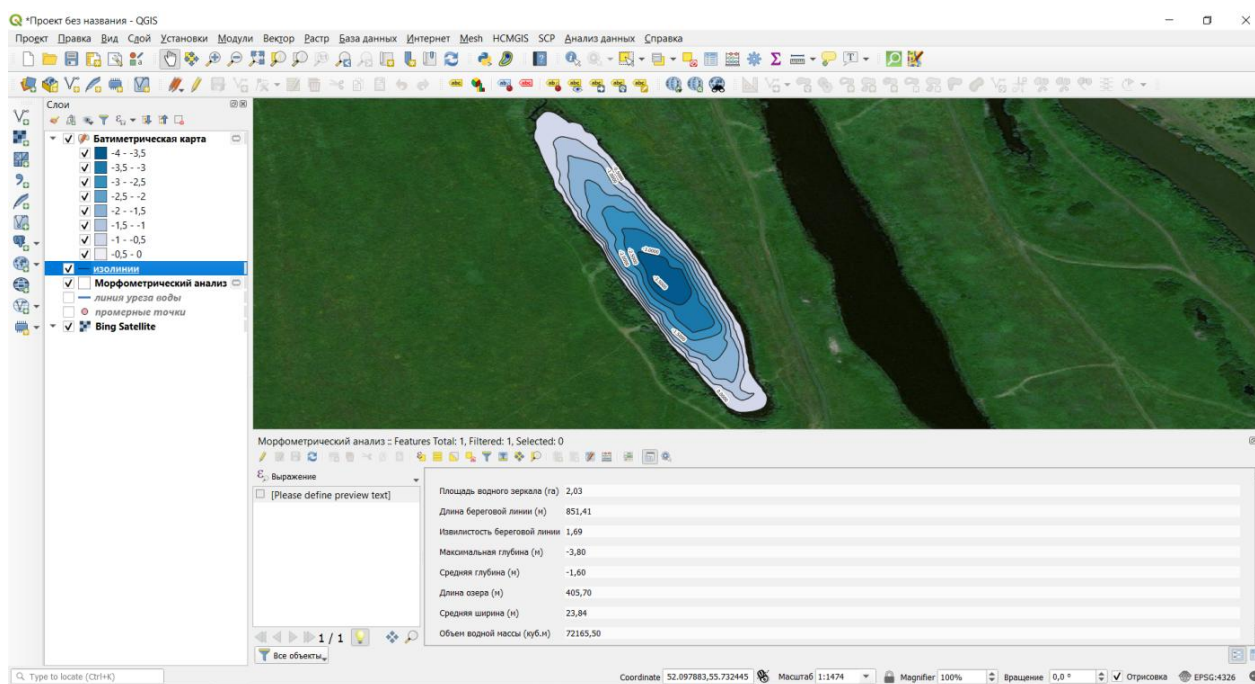 *Проект без названия - QGIS
Проект Правка Вид Слой Установки Модули Вектор Растр База данных Интернет Mesh HCMGIS SCP Анализ данных Справка
Слои
Батиметрическая карта
-4 - -3,5
-3,5 - -3
-3 - -2,5
-2,5 - -2
-2 - -1,5
-1,5 - -1
-1 - -0,5
-0,5 - 0
изолинии
Морфометрический анализ
линия уреза воды
промерные точки
Bing Satellite
Морфометрический анализ :: Features Total: 1, Filtered: 1, Selected: 0
Выражение
[Please define preview text]
Площадь водного зеркала (га) 2,03
Длина береговой линии (м) 851,41
Извилистость береговой линии 1,69
Максимальная глубина (м) -3,80
Средняя глубина (м) -1,60
Длина озера (м) 405,70
Средняя ширина (м) 23,84
Объем водной массы (куб.м) 72165,50
1 / 1
Все объекты
Type to locate (Ctrl+K)
Coordinate 52.097883,55.732445 Масштаб 1:1474 Magnifier 100% Вращение 0,0 ° Отрисовка EPSG:4326